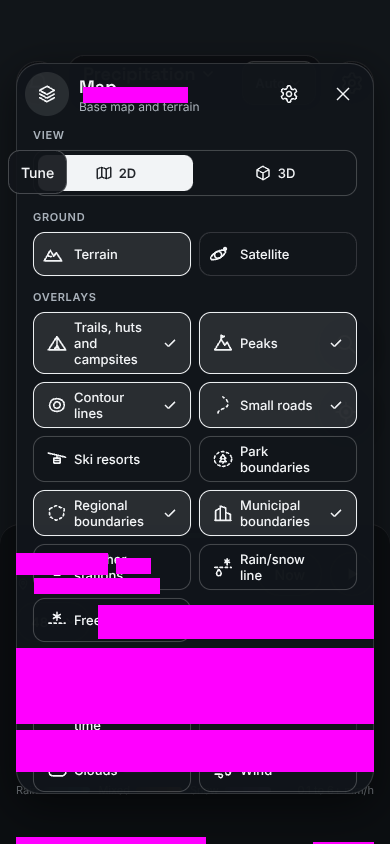 Map
Base map and terrain
VIEW
Tune
2D
3D
GROUND
Terrain
Satellite
OVERLAYS
Trails, huts
and
campsites
Peaks
Contour
lines
Small roads
Ski resorts
Park
boundaries
Regional
boundaries
Municipal
boundaries
stations
Rain/snow
line
time
Clouds
Wind